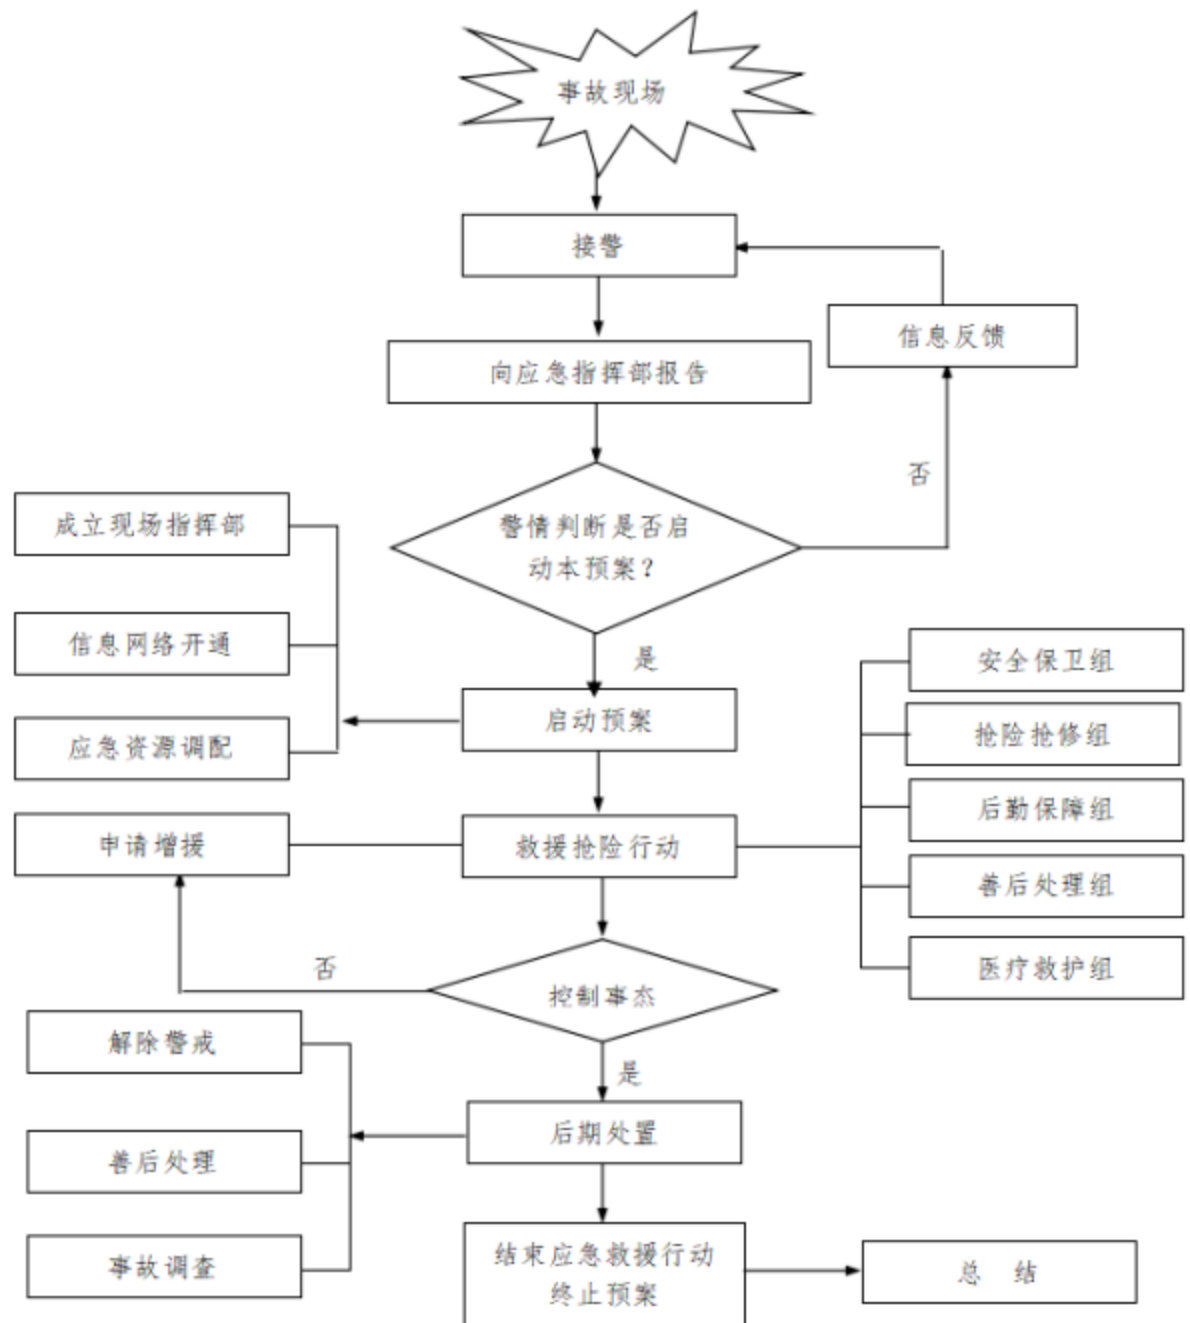 事故现场
接警
信息反馈
向应急指挥部报告
否
成立现场指挥部
警情判断是否启
动本预案？
信息网络开通
是
安全保卫组
启动预案
抢险抢修组
应急资源调配
后勤保障组
申请增援
救援抢险行动
善后处理组
医疗救护组
否
控制事态
解除警戒
是
后期处置
善后处理
结束应急救援行动
终止预案
事故调查
总 结